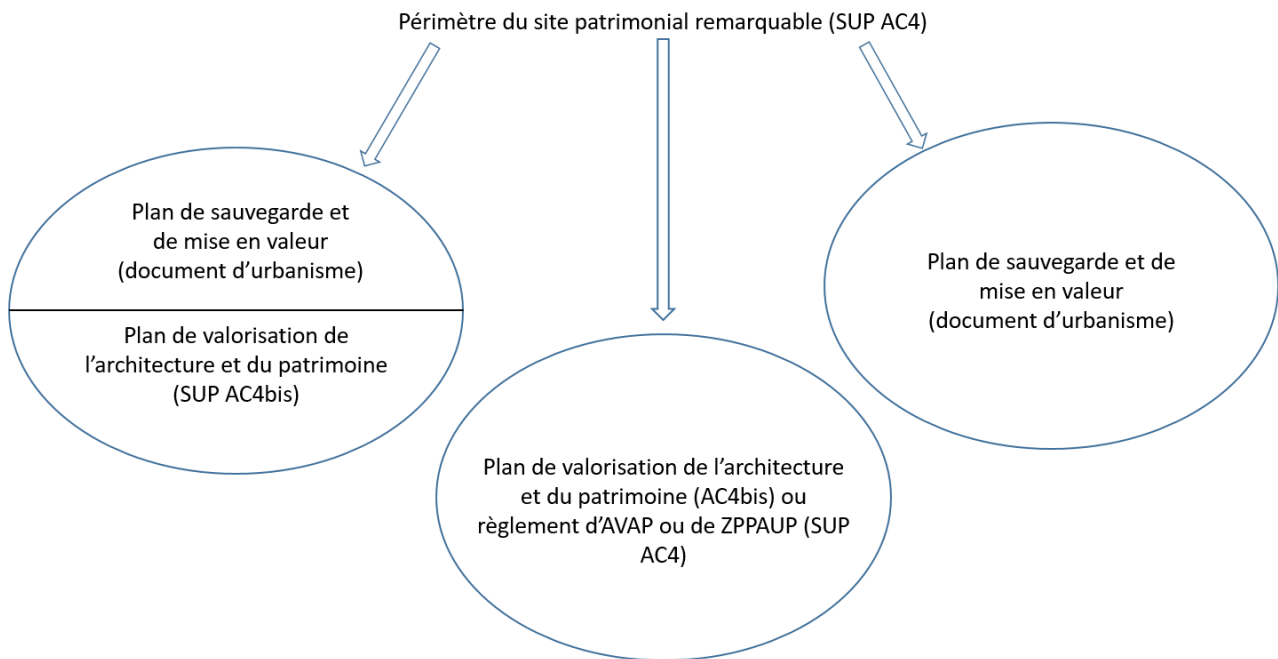 Périmètre du site patrimonial remarquable (SUP AC4)
Plan de sauvegarde et
de mise en valeur
(document d’urbanisme)
Plan de valorisation de
l’architecture et du patrimoine
(SUP AC4bis)
Plan de valorisation de l’architecture
et du patrimoine (AC4bis) ou
règlement d’AVAP ou de ZPPAUP (SUP
AC4)
Plan de sauvegarde et de
mise en valeur
(document d’urbanisme)